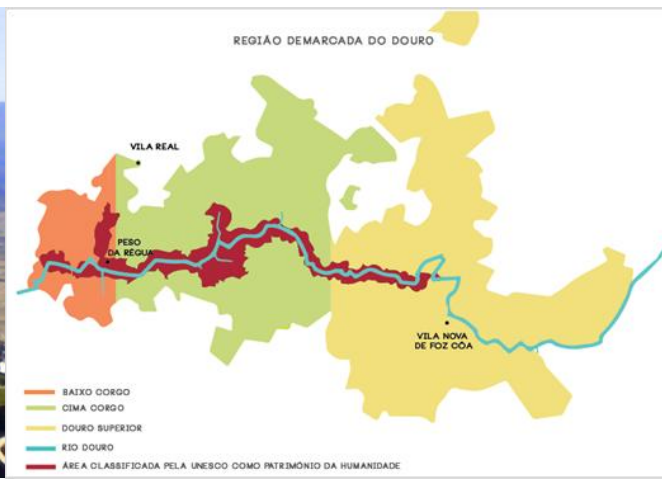 REGIÃO DEMARCADA DO DOURO
VILA REAL
PESO
DA RÉGUA
VILA NOVA
DE FOZ CÔA
BAIXO CORGO
CIMA CORGO
DOURO SUPERIOR
RIO DOURO
ÁREA CLASSIFICADA PELA UNESCO COMO PATRIMÓNIO DA HUMANIDADE